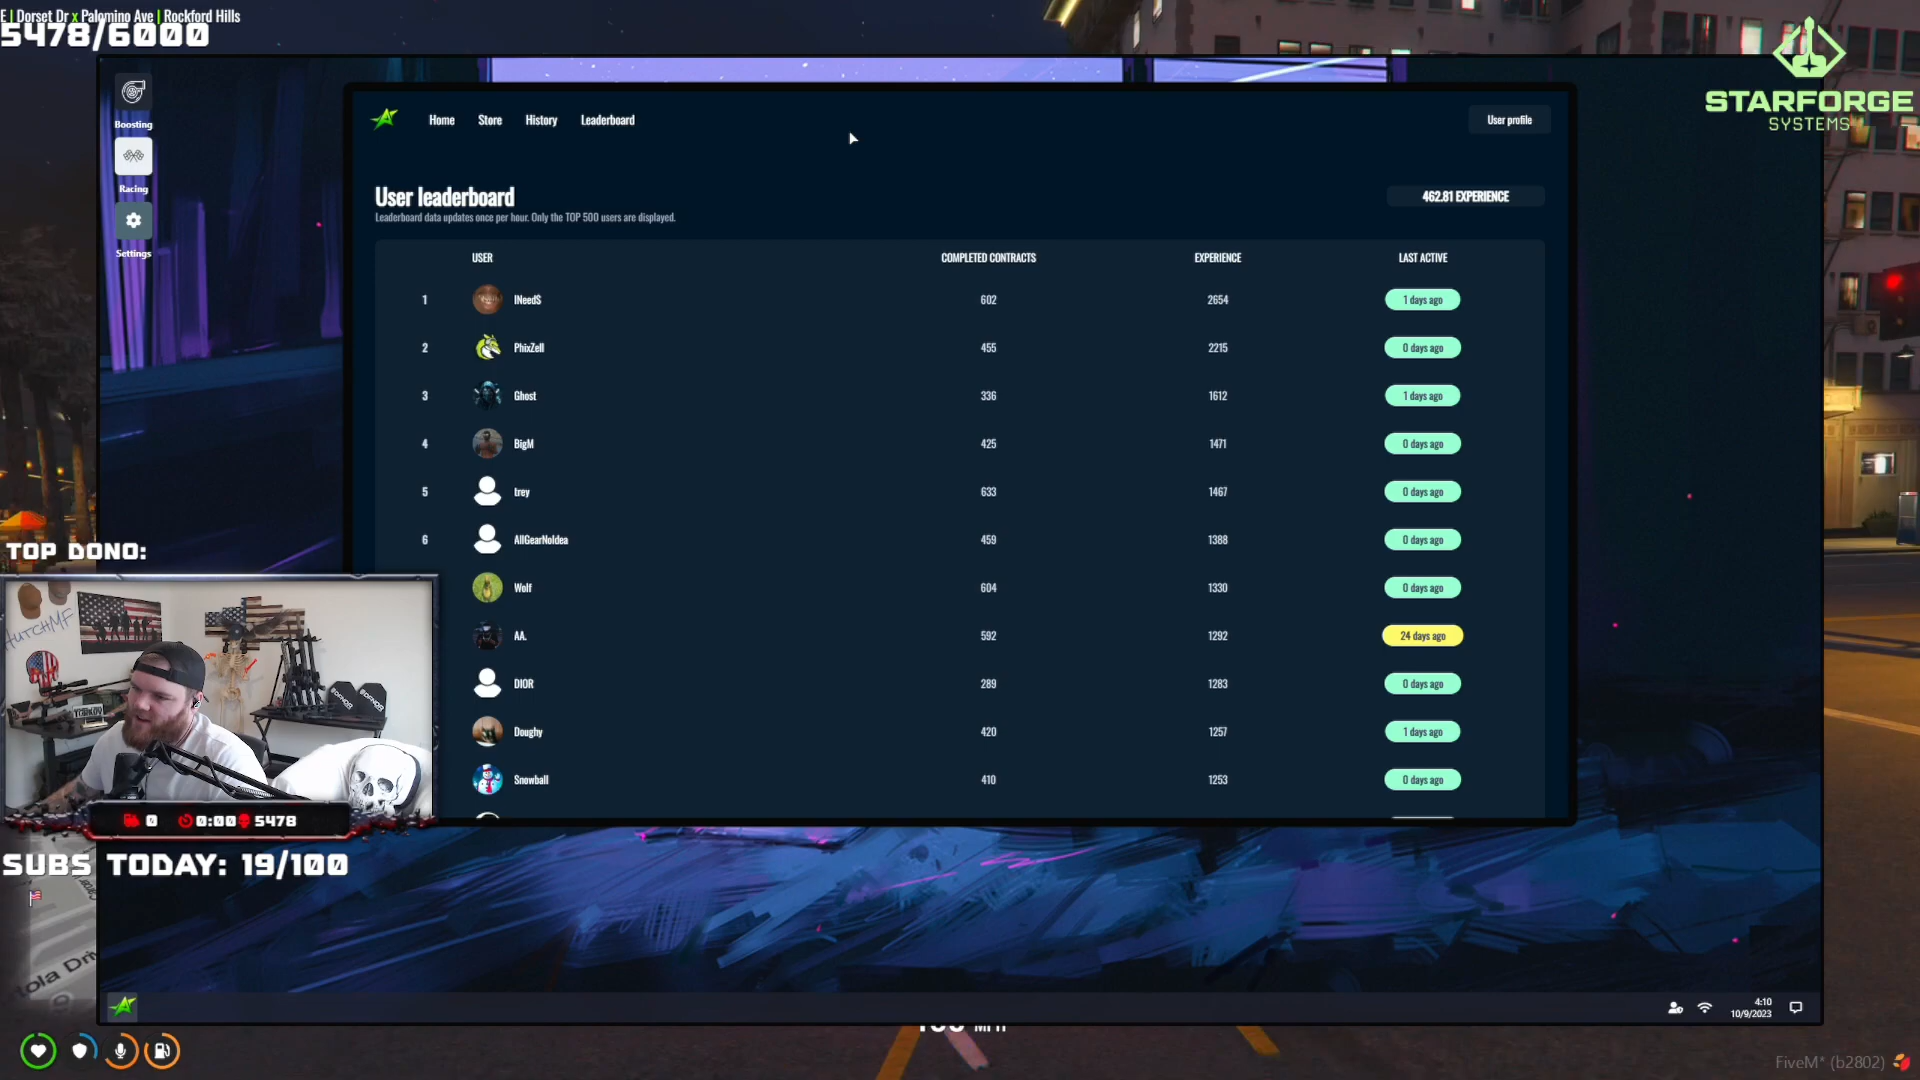 E | Dorset Dr x Palomino Ave | Rockford Hills
5478/6000
STARFORGE
SYSTEMS
Boosting
Racing
Settings
Home Store History Leaderboard User profile
User leaderboard
Leaderboard data updates once per hour. Only the TOP 500 users are displayed.
462.81 EXPERIENCE
USER COMPLETED CONTRACTS EXPERIENCE LAST ACTIVE
1 INeed$ 602 2654 1 days ago
2 PhixZell 455 2215 0 days ago
3 Ghost 336 1612 1 days ago
4 BigM 425 1471 0 days ago
5 trey 633 1467 0 days ago
6 AllGearNoIdea 459 1388 0 days ago
Wolf 604 1330 0 days ago
AA. 592 1292 24 days ago
DIOR 289 1283 0 days ago
Doughy 420 1257 1 days ago
Snowball 410 1253 0 days ago
TOP DONO:
HUTCHMF
0 0:00 5478
SUBS TODAY: 19/100
4:10
10/9/2023
MPH
FiveM* (b2802)